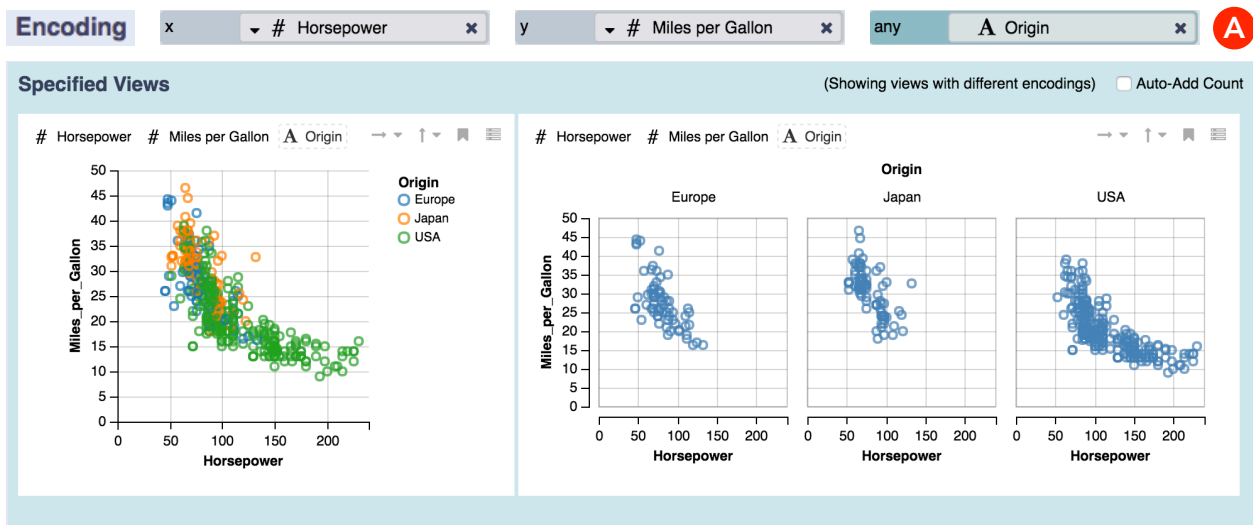 Encoding x # Horsepower × y # Miles per Gallon × any A Origin × A
Specified Views (Showing views with different encodings) Auto-Add Count
# Horsepower # Miles per Gallon A Origin
Origin
Europe
Japan
USA
50
45
40
35
30
25
20
15
10
5
0
Miles_per_Gallon
0 50 100 150 200
Horsepower
# Horsepower # Miles per Gallon A Origin
Origin
Europe Japan USA
50
45
40
35
30
25
20
15
10
5
0
Miles_per_Gallon
0 50 100 150 200 0 50 100 150 200 0 50 100 150 200
Horsepower Horsepower Horsepower